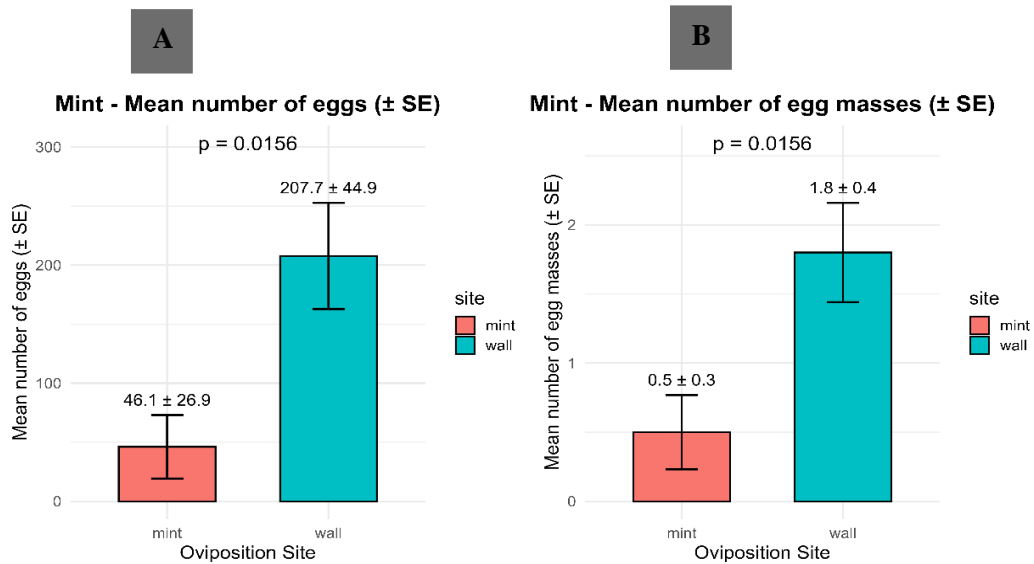 A
Mint - Mean number of eggs (± SE)
p = 0.0156
300
200
100
0
Mean number of eggs (± SE)
207.7 ± 44.9
46.1 ± 26.9
mint
wall
Oviposition Site
site
mint
wall
B
Mint - Mean number of egg masses (± SE)
p = 0.0156
2
1
0
Mean number of egg masses (± SE)
1.8 ± 0.4
0.5 ± 0.3
mint
wall
Oviposition Site
site
mint
wall